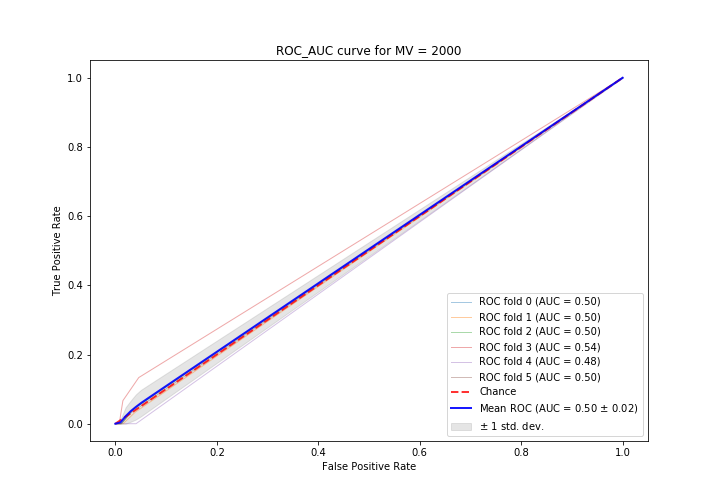 ROC_AUC curve for MV = 2000
True Positive Rate
1.0
0.8
0.6
0.4
0.2
0.0
0.0
0.2
0.4
0.6
0.8
1.0
False Positive Rate
ROC fold 0 (AUC = 0.50)
ROC fold 1 (AUC = 0.50)
ROC fold 2 (AUC = 0.50)
ROC fold 3 (AUC = 0.54)
ROC fold 4 (AUC = 0.48)
ROC fold 5 (AUC = 0.50)
Chance
Mean ROC (AUC = 0.50 ± 0.02)
± 1 std. dev.